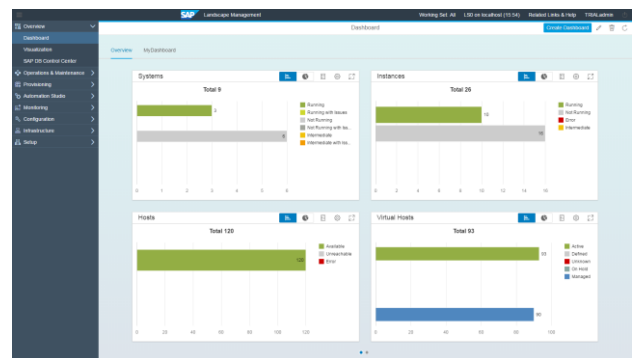 SAP Landscape Management
Working Set: All
LSO on localhost (15:54)
Related Links & Help
TRIALadmin
Overview
Dashboard
Visualization
SAP DB Control Center
Operations & Maintenance
Provisioning
Automation Studio
Monitoring
Configuration
Infrastructure
Setup
Dashboard
Create Dashboard
Overview
MyDashboard
Systems
Total 9
3
6
Running
Running with Issues
Not Running
Not Running with Iss...
Intermediate
Intermediate with Iss...
0 1 2 3 4 5 6
Instances
Total 26
10
16
Running
Not Running
Error
Intermediate
0 2 4 6 8 10 12 14 16
Hosts
Total 120
120
Available
Unreachable
Error
0 20 40 60 80 100 120
Virtual Hosts
Total 93
93
90
Active
Defined
Unknown
On Host
Managed
0 20 40 60 80 100